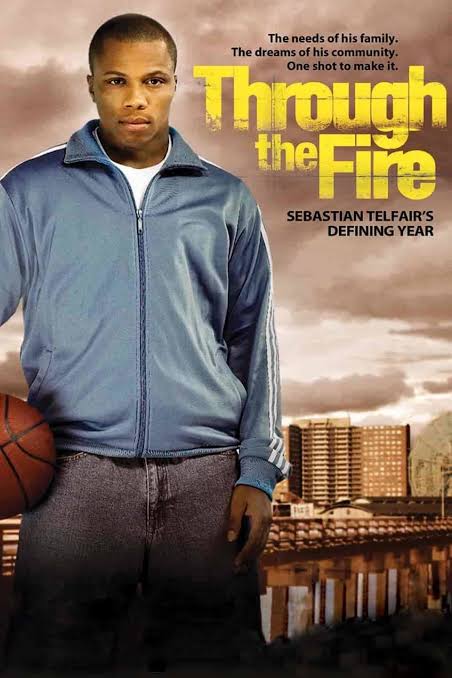 The needs of his family.
The dreams of his community.
One shot to make it.
Through
the Fire
SEBASTIAN TELFAIR'S
DEFINING YEAR